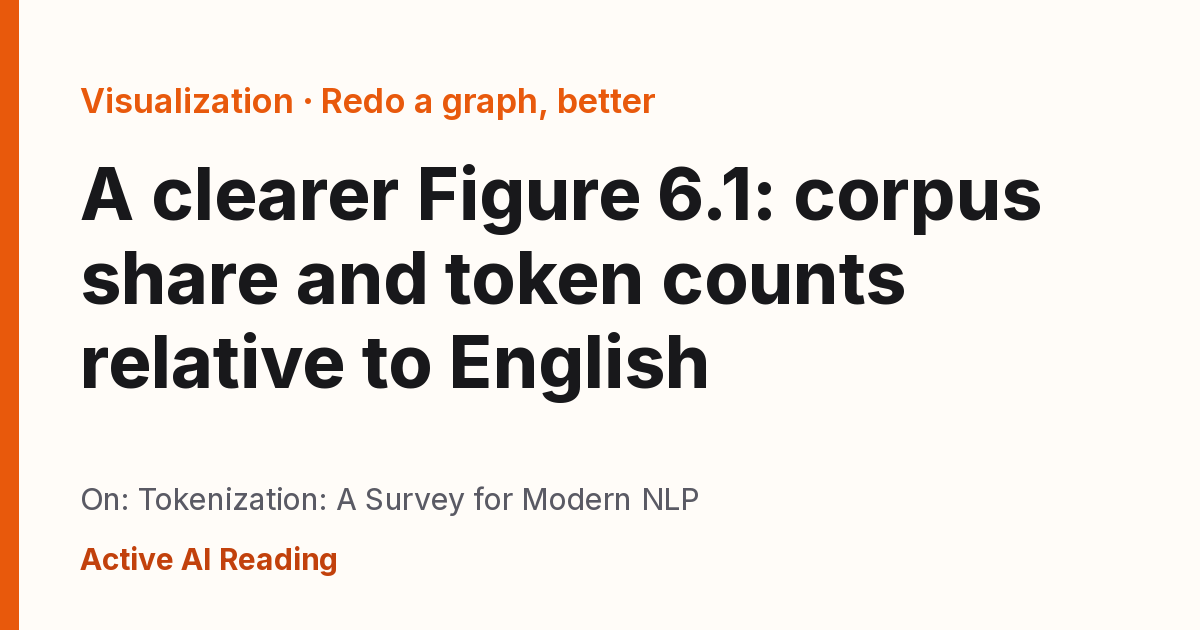 Visualization · Redo a graph, better
A clearer Figure 6.1: corpus
share and token counts
relative to English
On: Tokenization: A Survey for Modern NLP
Active AI Reading